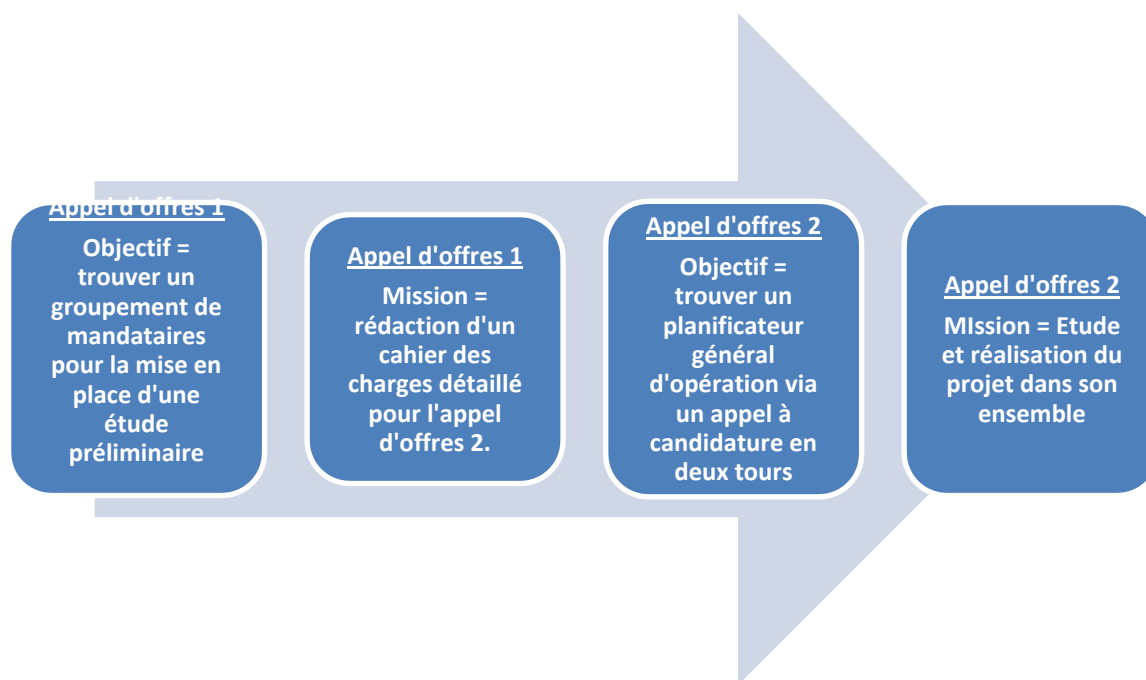 Appel d'offres 1
Objectif =
trouver un
groupement de
mandataires
pour la mise en
place d'une
étude
préliminaire
Appel d'offres 1
Mission =
rédaction d'un
cahier des
charges détaillé
pour l'appel
d'offres 2.
Appel d'offres 2
Objectif =
trouver un
planificateur
général
d'opération via
un appel à
candidature en
deux tours
Appel d'offres 2
MIssion = Etude
et réalisation du
projet dans son
ensemble